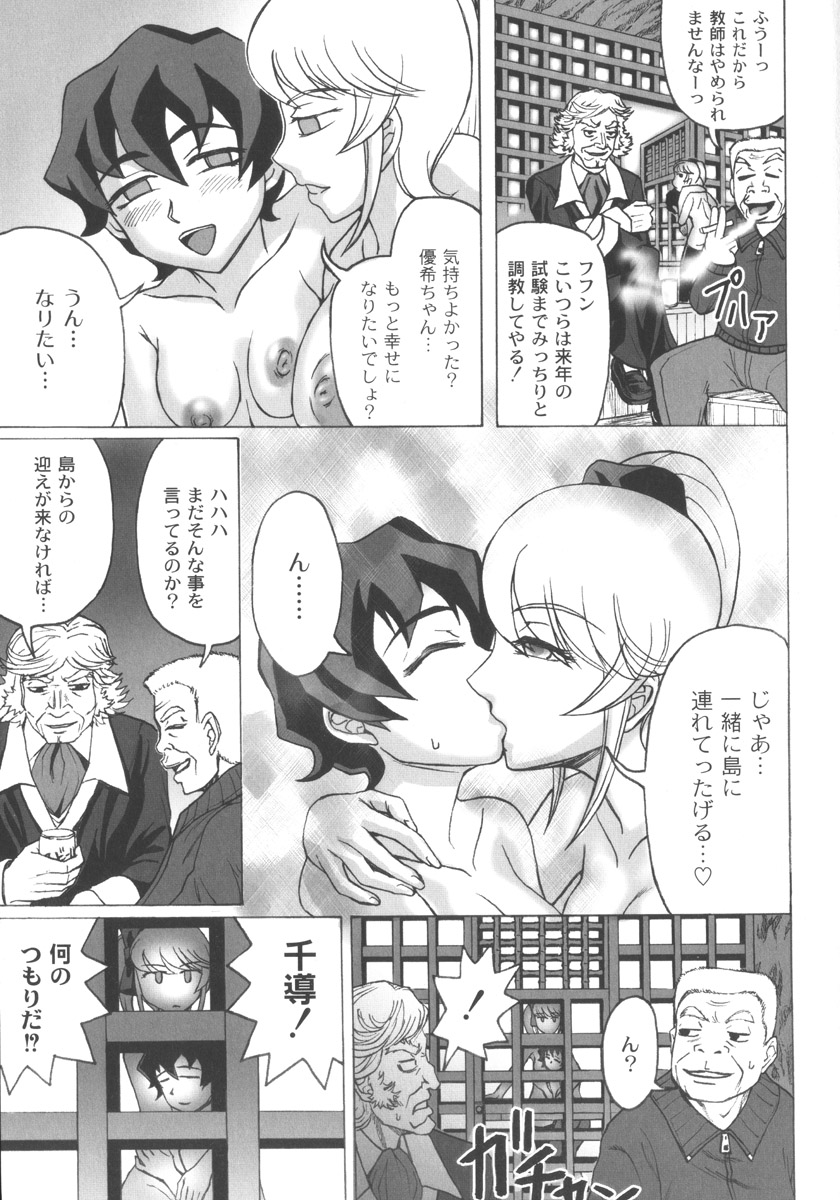 ふうーっ
これだから
教師はやめられ
ませんなーっ
プハァ
フフン
こいつらは来年の
試験までみっちりと
調教してやる！
気持ちよかった？
優希ちゃん…
もっと幸せに
なりたいでしょ？
うん…
なりたい…
じゃあ…
一緒に島に
連れてったげる…♡
ん……
ハハハ
まだそんな事を
言ってるのか？
島からの
迎えが来なければ…
ん？
！
ガチャン
千導！
何の
つもりだ!?